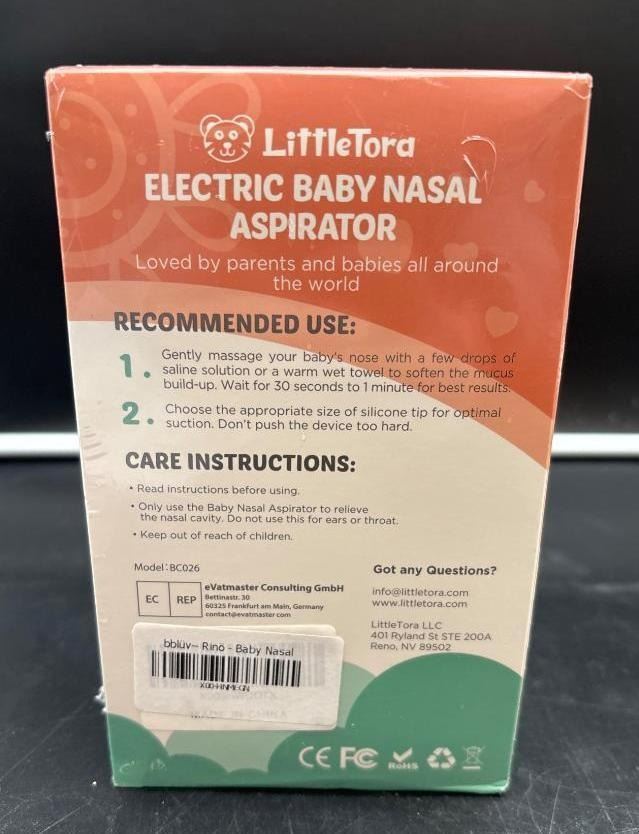 LittleTora
ELECTRIC BABY NASAL
ASPIRATOR
Loved by parents and babies all around
the world
RECOMMENDED USE:
1. Gently massage your baby's nose with a few drops of
saline solution or a warm wet towel to soften the mucus
build-up. Wait for 30 seconds to 1 minute for best results.
2. Choose the appropriate size of silicone tip for optimal
suction. Don't push the device too hard.
CARE INSTRUCTIONS:
• Read instructions before using.
• Only use the Baby Nasal Aspirator to relieve
the nasal cavity. Do not use this for ears or throat.
• Keep out of reach of children.
Model:BC026
EC REP
eVatmaster Consulting GmbH
Bettinastr. 30
60325 Frankfurt am Main, Germany
contact@evatmaster.com
Got any Questions?
info@littletora.com
www.littletora.com
LittleTora LLC
401 Ryland St STE 200A
Reno, NV 89502
bblüv– Rinö - Baby Nasal
MADE IN CHINA
CE FC RoHS